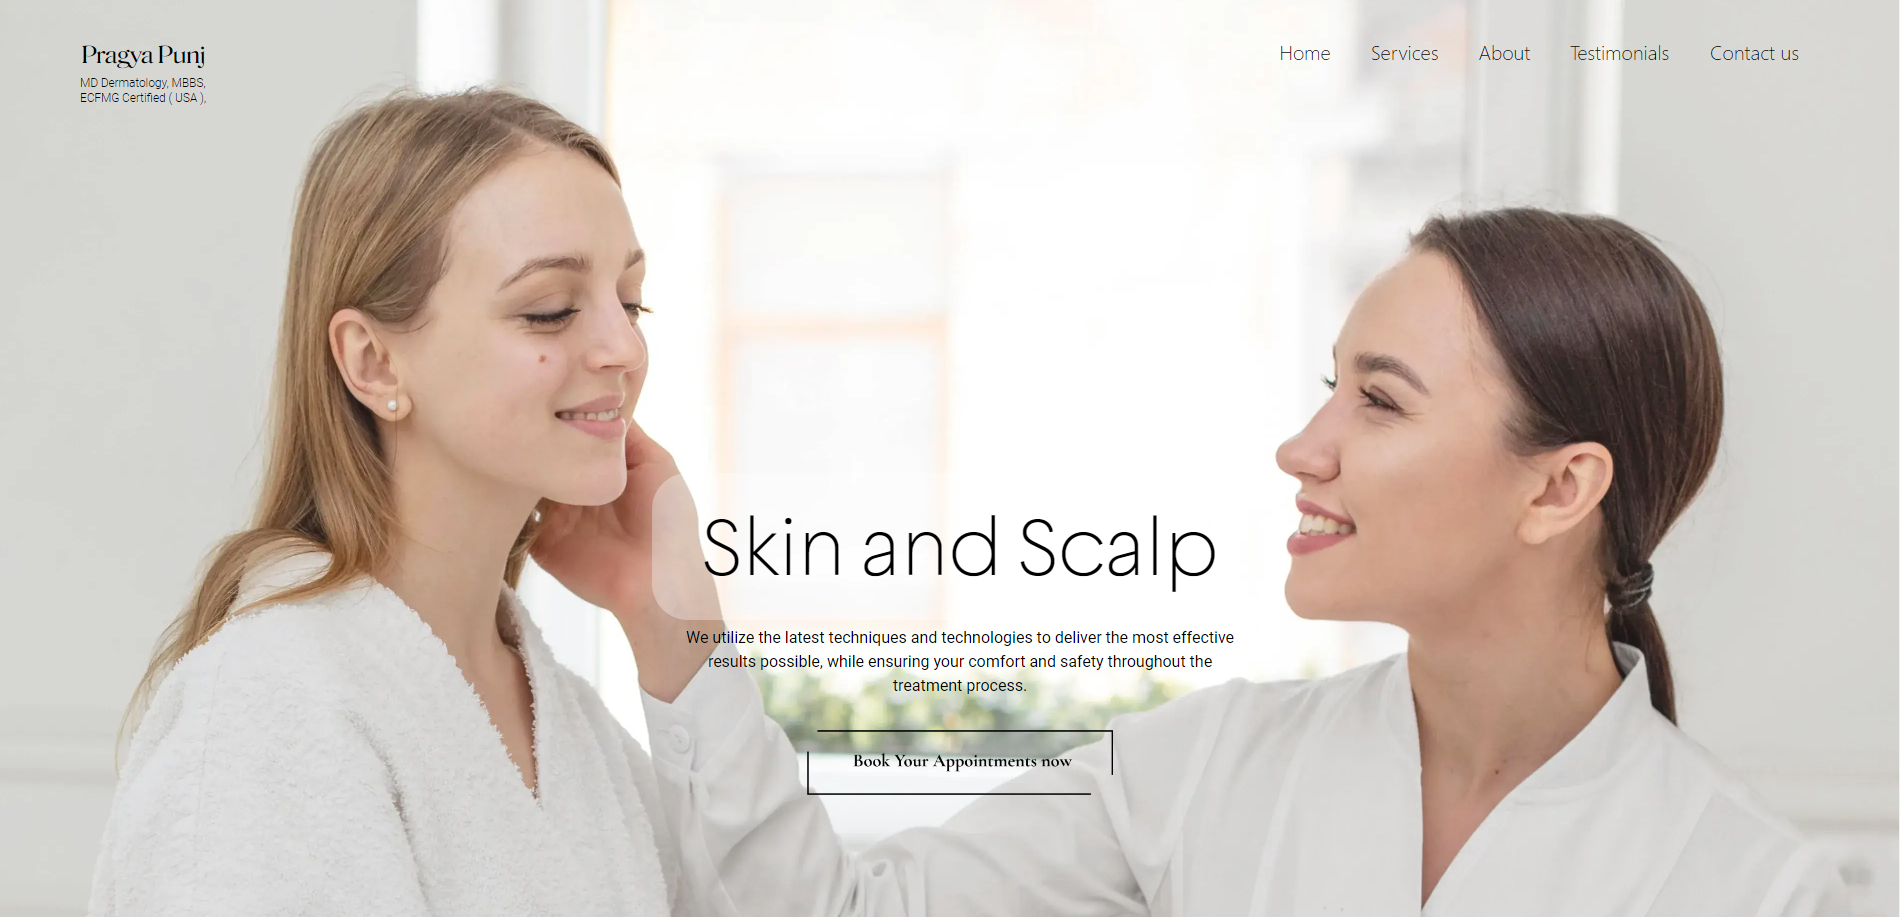 Pragya Punj
MD Dermatology, MBBS,
ECFMG Certified ( USA ),
Home Services About Testimonials Contact us
Skin and Scalp
We utilize the latest techniques and technologies to deliver the most effective
results possible, while ensuring your comfort and safety throughout the
treatment process.
Book Your Appointments now